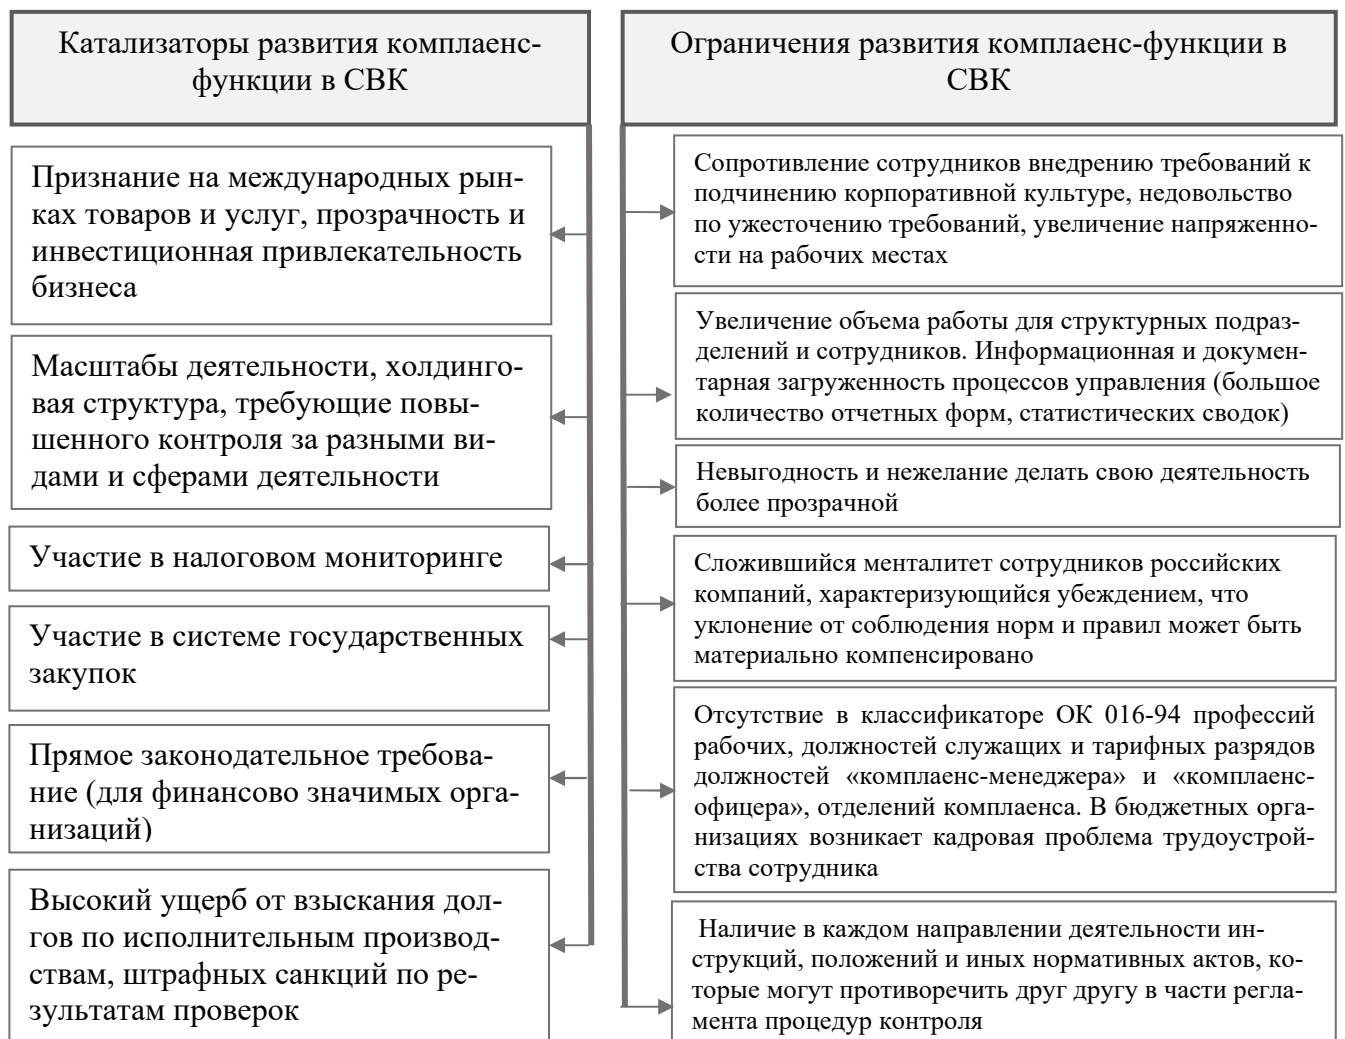 Катализаторы развития комплаенс-
функции в СВК
Признание на международных рын-
ках товаров и услуг, прозрачность и
инвестиционная привлекательность
бизнеса
Масштабы деятельности, холдинго-
вая структура, требующие повы-
шенного контроля за разными ви-
дами и сферами деятельности
Участие в налоговом мониторинге
Участие в системе государственных
закупок
Прямое законодательное требова-
ние (для финансово значимых орга-
низаций)
Высокий ущерб от взыскания дол-
гов по исполнительным производ-
ствам, штрафных санкций по ре-
зультатам проверок
Ограничения развития комплаенс-функции в
СВК
Сопротивление сотрудников внедрению требований к
подчинению корпоративной культуре, недовольство
по ужесточению требований, увеличение напряженно-
сти на рабочих местах
Увеличение объема работы для структурных подраз-
делений и сотрудников. Информационная и докумен-
тарная загруженность процессов управления (большое
количество отчетных форм, статистических сводок)
Невыгодность и нежелание делать свою деятельность
более прозрачной
Сложившийся менталитет сотрудников российских
компаний, характеризующийся убеждением, что
уклонение от соблюдения норм и правил может быть
материально компенсировано
Отсутствие в классификаторе ОК 016-94 профессий
рабочих, должностей служащих и тарифных разрядов
должностей «комплаенс-менеджера» и «комплаенс-
офицера», отделений комплаенса. В бюджетных орга-
низациях возникает кадровая проблема трудоустрой-
ства сотрудника
Наличие в каждом направлении деятельности ин-
струкций, положений и иных нормативных актов, ко-
торые могут противоречить друг другу в части регла-
мента процедур контроля